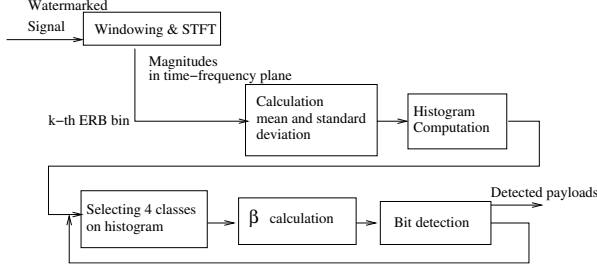 Watermarked
Signal
Windowing & STFT
Magnitudes
in time−frequency plane
k−th ERB bin
Calculation
mean and standard
deviation
Histogram
Computation
Selecting 4 classes
on histogram
β calculation
Bit detection
Detected payloads